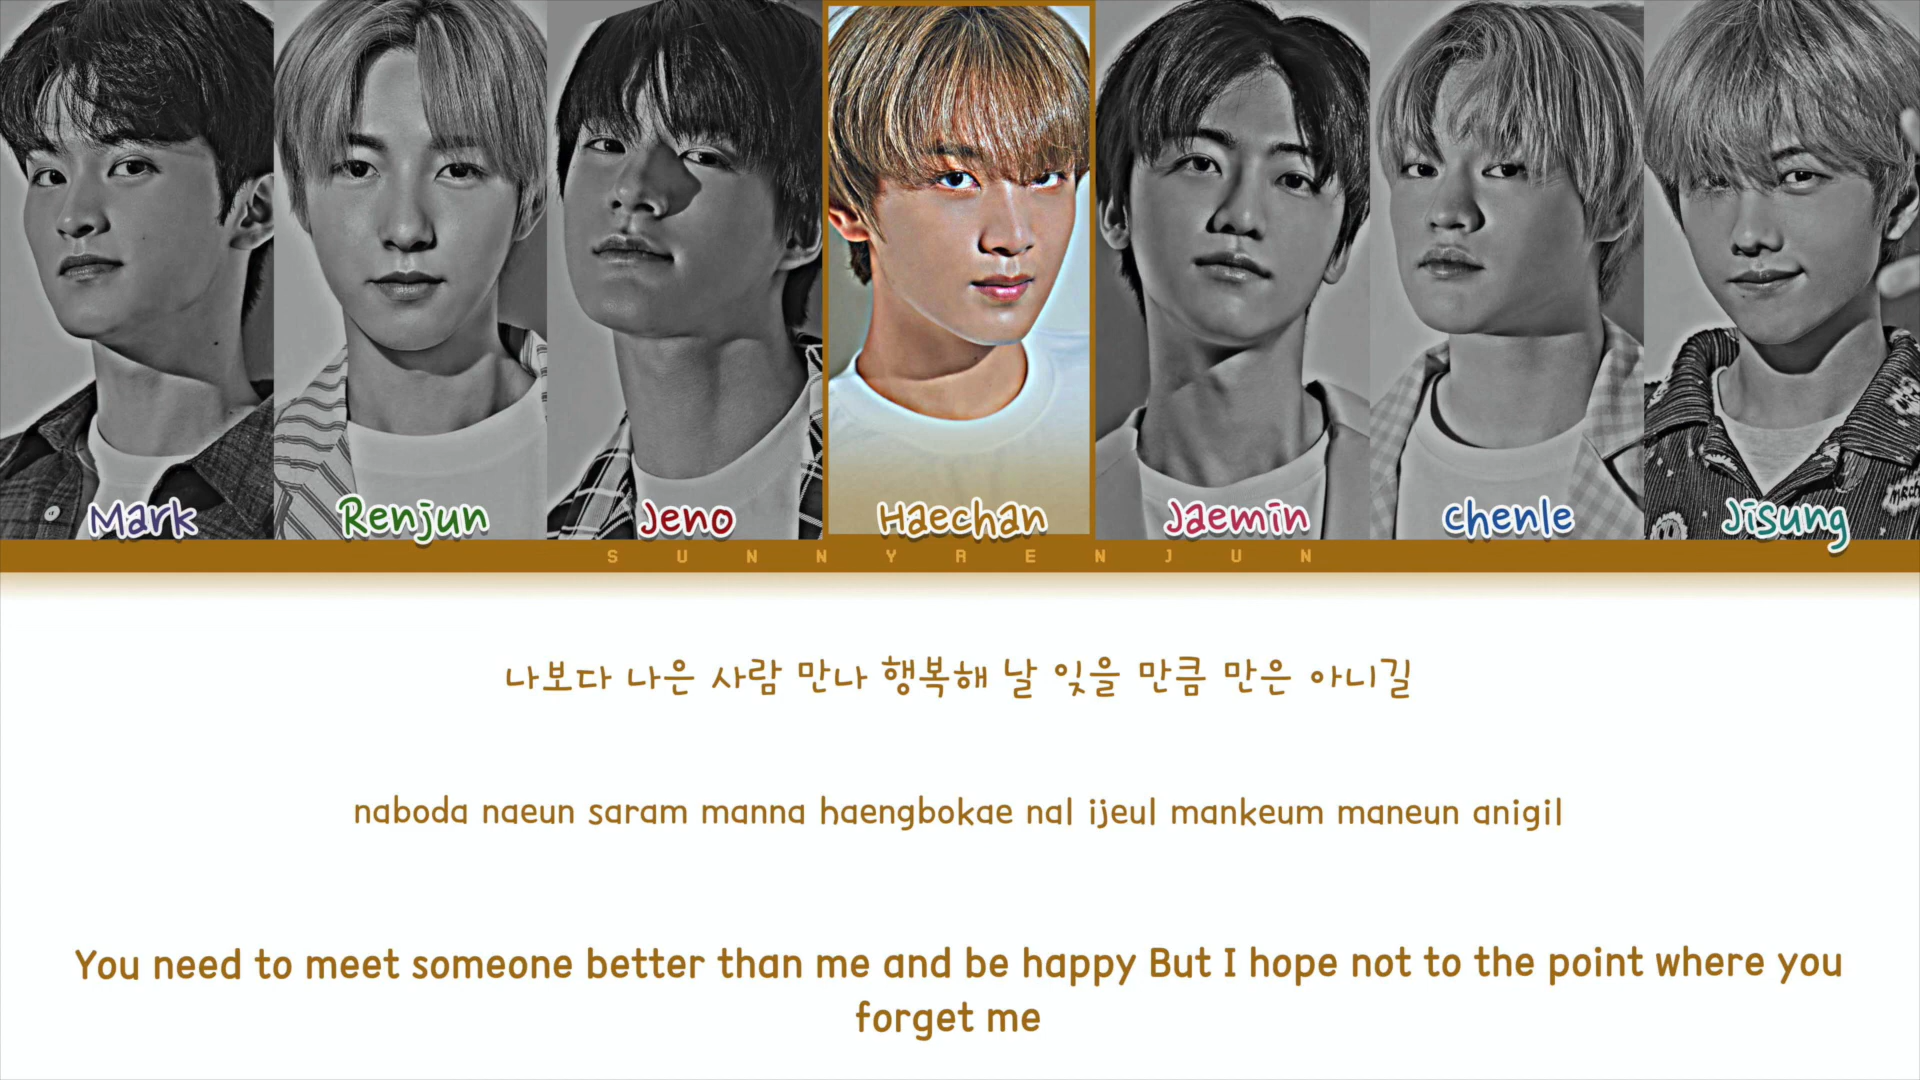 Mark Renjun Jeno Haechan Jaemin Chenle Jisung
SUNNYRENJUN
나보다 나은 사람 만나 행복해 날 잊을 만큼 만은 아니길
naboda naeun saram manna haengbokae nal ijeul mankeum maneun anigil
You need to meet someone better than me and be happy But I hope not to the point where you
forget me